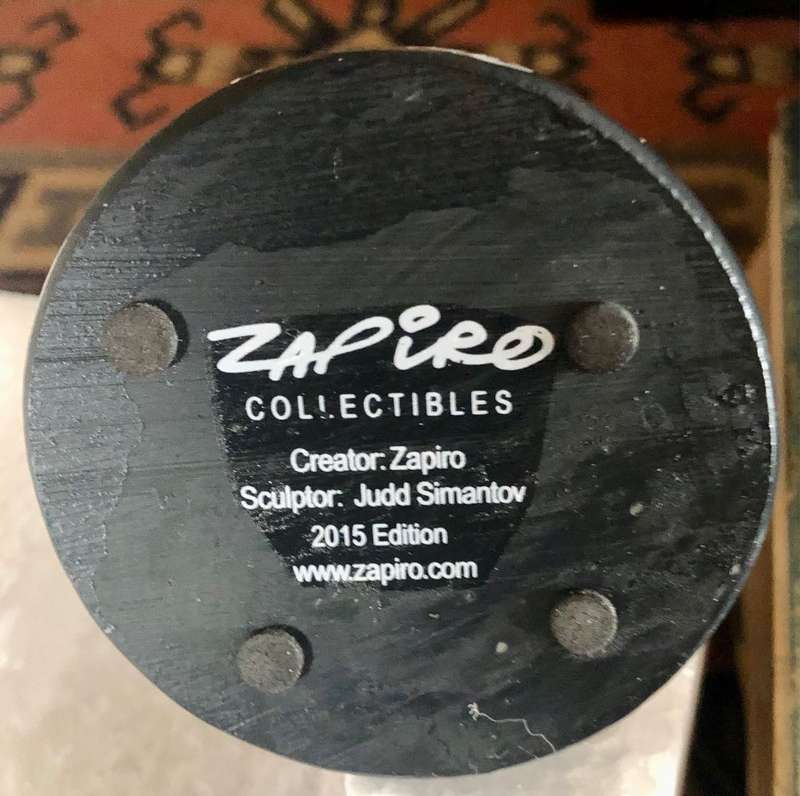 ZAPIRO
COLLECTIBLES
Creator: Zapiro
Sculptor: Judd Simantov
2015 Edition
www.zapiro.com